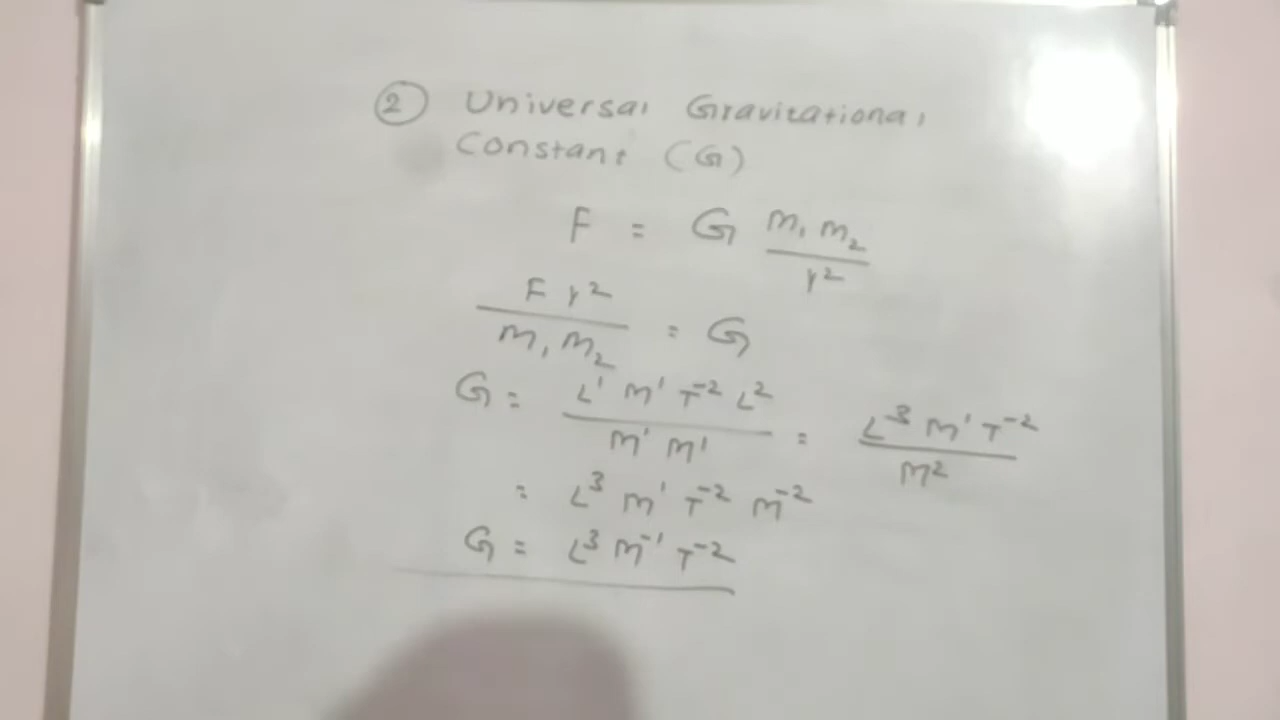 ② Universal Gravitational
Constant (G)
F = G m₁ m₂ / r²
F r² / m₁ m₂ = G
G = L¹ M¹ T⁻² L² / M¹ M¹ = L³ M¹ T⁻² / M²
= L³ M¹ T⁻² M⁻²
G = L³ M⁻¹ T⁻²